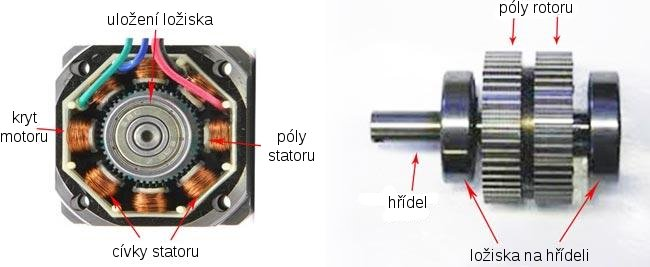 uložení ložiska
kryt
motoru
póly
statoru
cívky statoru
póly rotoru
hřídel
ložiska na hřídeli